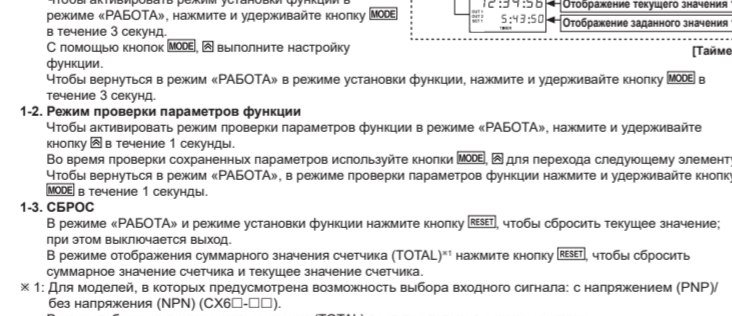 режиме «РАБОТА», нажмите и удерживайте кнопку MODE
в течение 3 секунд.
С помощью кнопок MODE, выполните настройку
функции.
Чтобы вернуться в режим «РАБОТА» в режиме установки функции, нажмите и удерживайте кнопку MODE в
течение 3 секунд.
12:34:56
Отображение текущего значения
OUT 2
OUT 1
5:43:50
Отображение заданного значения
[Тайме
1-2. Режим проверки параметров функции
Чтобы активировать режим проверки параметров функции в режиме «РАБОТА», нажмите и удерживайте
кнопку в течение 1 секунды.
Во время проверки сохраненных параметров используйте кнопки MODE, для перехода следующему элементу
Чтобы вернуться в режим «РАБОТА», в режиме проверки параметров функции нажмите и удерживайте кнопку
MODE в течение 1 секунды.
1-3. СБРОС
В режиме «РАБОТА» и режиме установки функции нажмите кнопку RESET, чтобы сбросить текущее значение;
при этом выключается выход.
В режиме отображения суммарного значения счетчика (TOTAL)※1 нажмите кнопку RESET, чтобы сбросить
суммарное значение счетчика и текущее значение счетчика.
※ 1: Для моделей, в которых предусмотрена возможность выбора входного сигнала: с напряжением (PNP)/
без напряжения (NPN) (CX6□-□□).